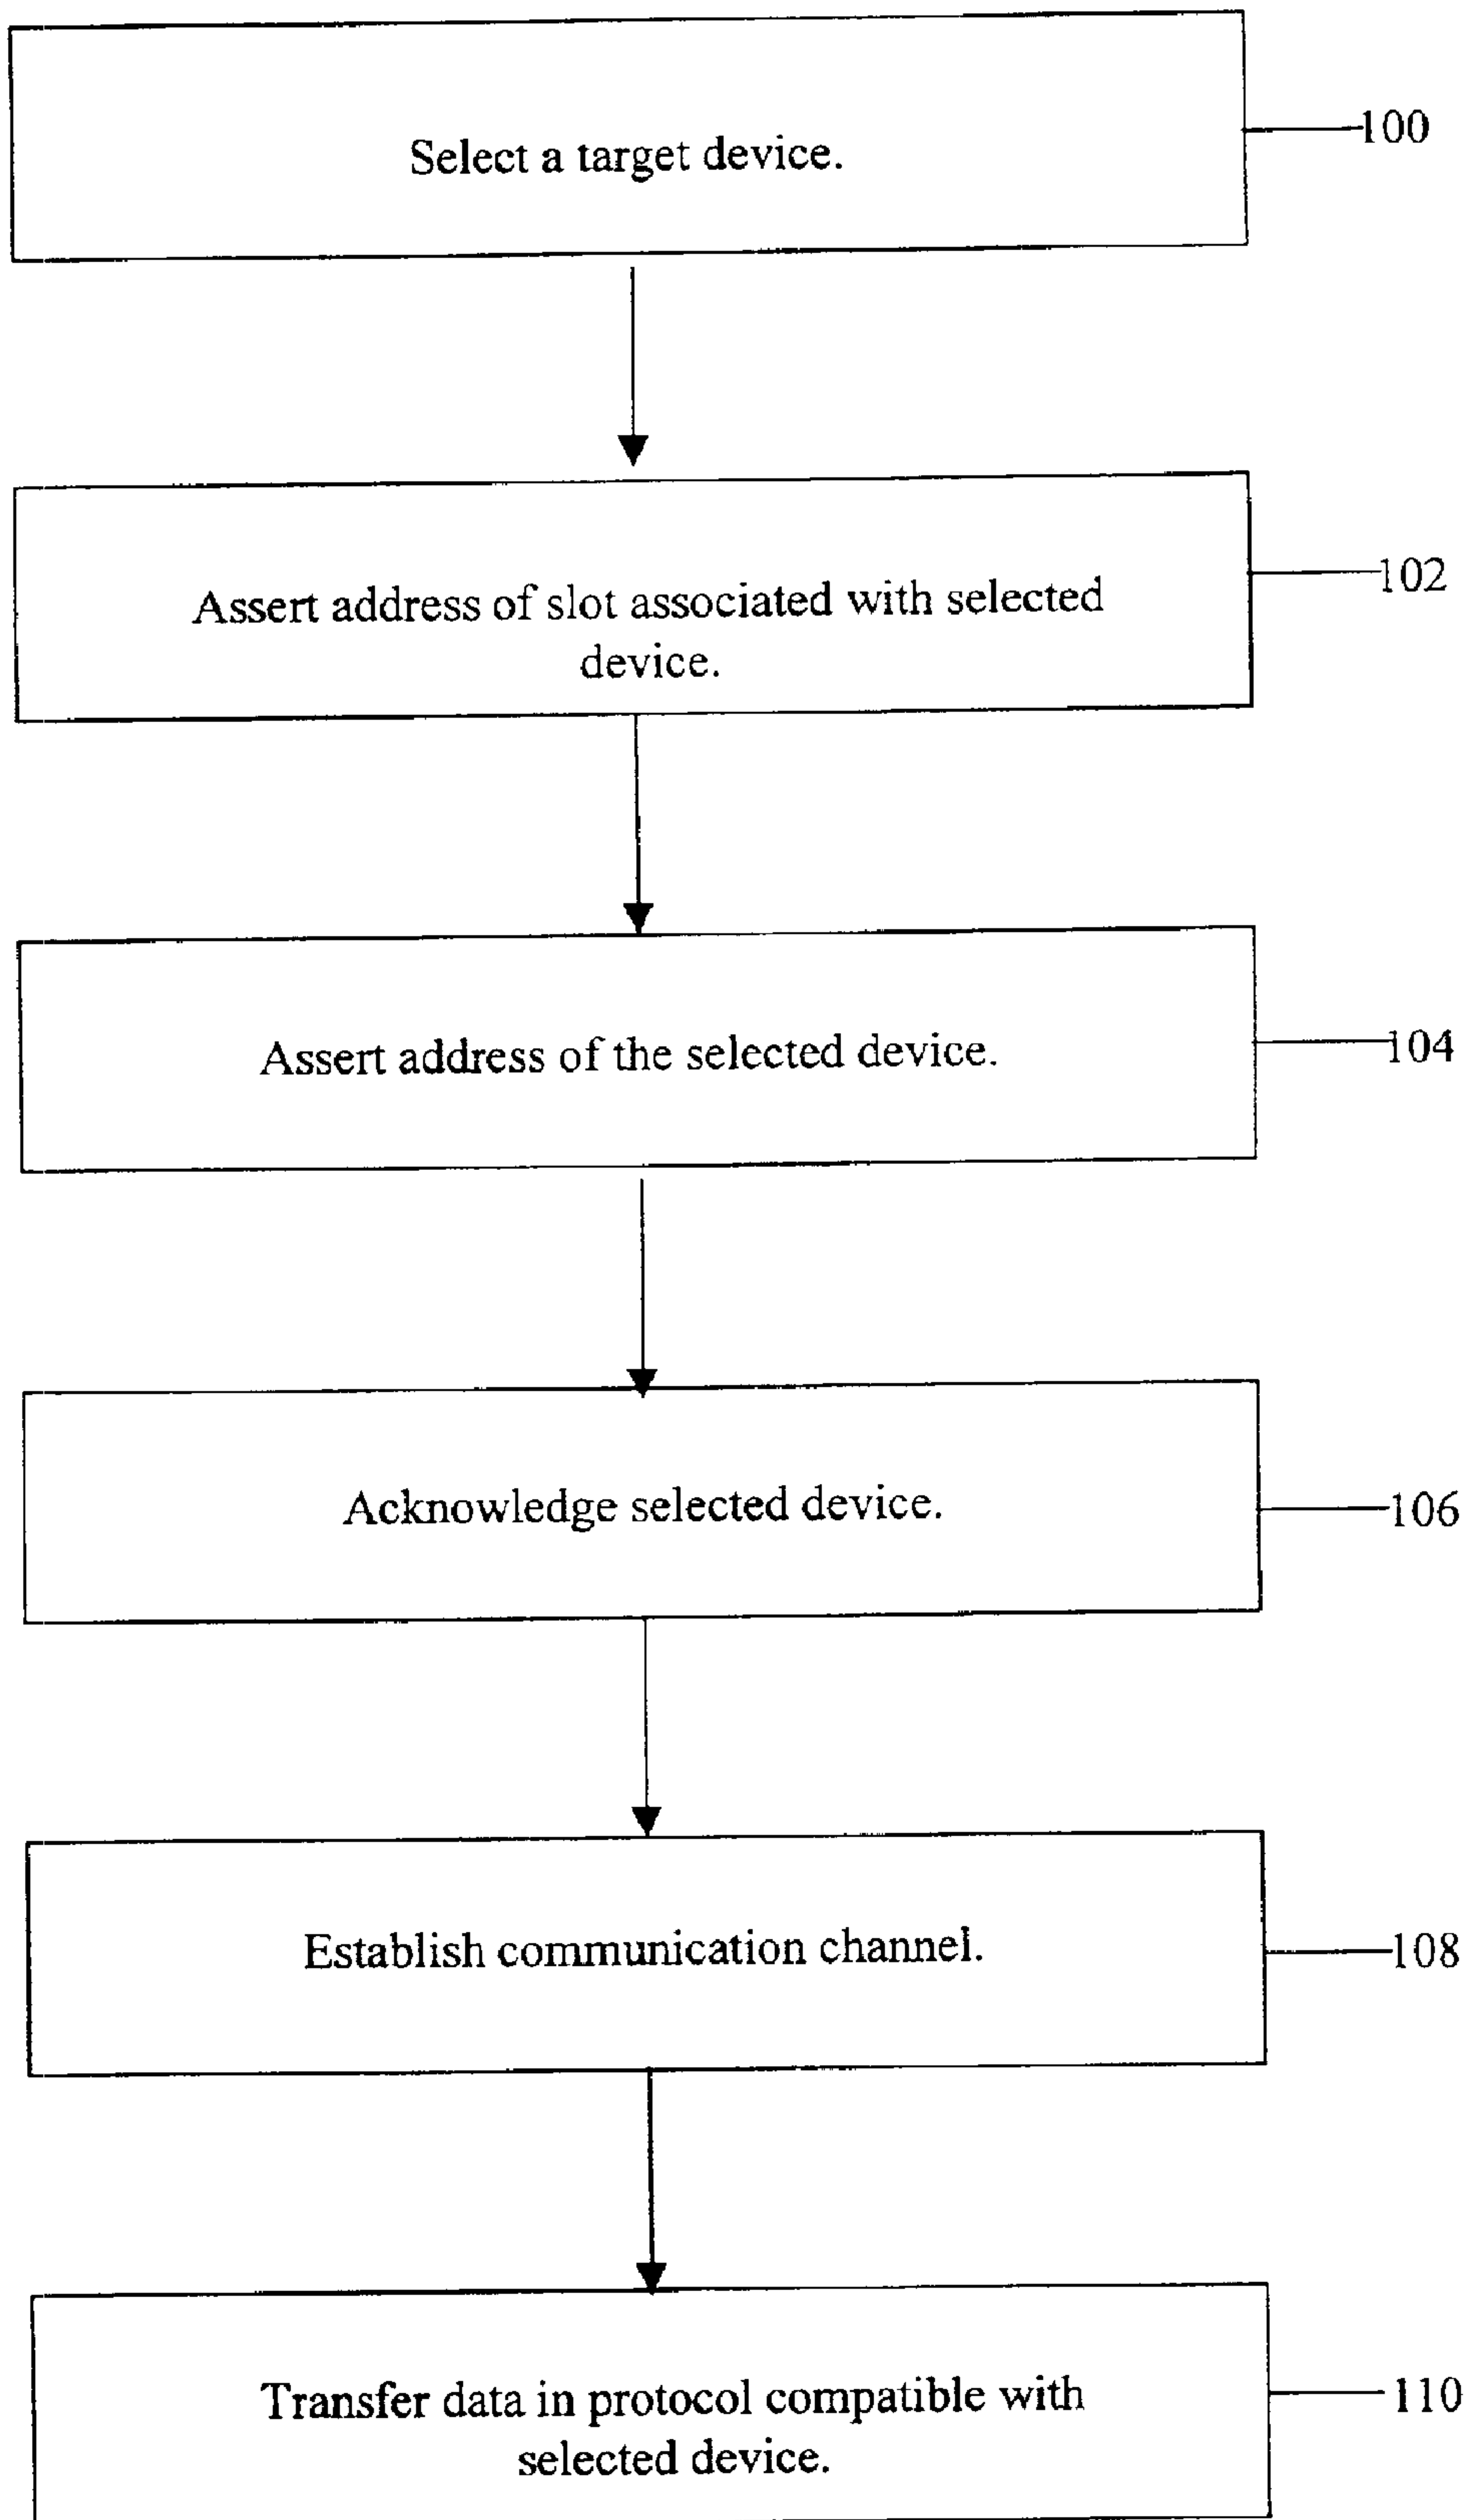 Select a target device.
100
Assert address of slot associated with selected
device.
102
Assert address of the selected device.
104
Acknowledge selected device.
106
Establish communication channel.
108
Transfer data in protocol compatible with
selected device.
110